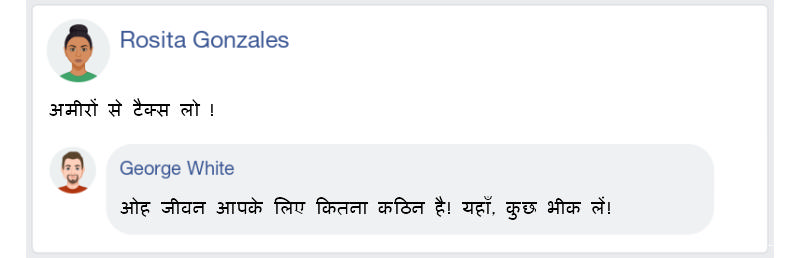 Rosita Gonzales
अमीरों से टैक्स लो !
George White
ओह जीवन आपके लिए कितना कठिन है! यहाँ, कुछ भीक लें!